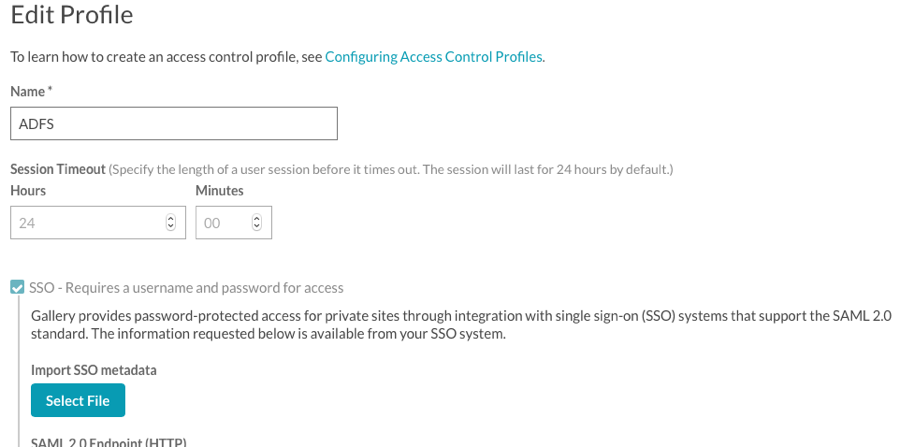 Edit Profile
To learn how to create an access control profile, see Configuring Access Control Profiles.
Name *
ADFS
Session Timeout (Specify the length of a user session before it times out. The session will last for 24 hours by default.)
Hours Minutes
24 00
SSO - Requires a username and password for access
Gallery provides password-protected access for private sites through integration with single sign-on (SSO) systems that support the SAML 2.0
standard. The information requested below is available from your SSO system.
Import SSO metadata
Select File
SAML 2.0 Endpoint (HTTP)